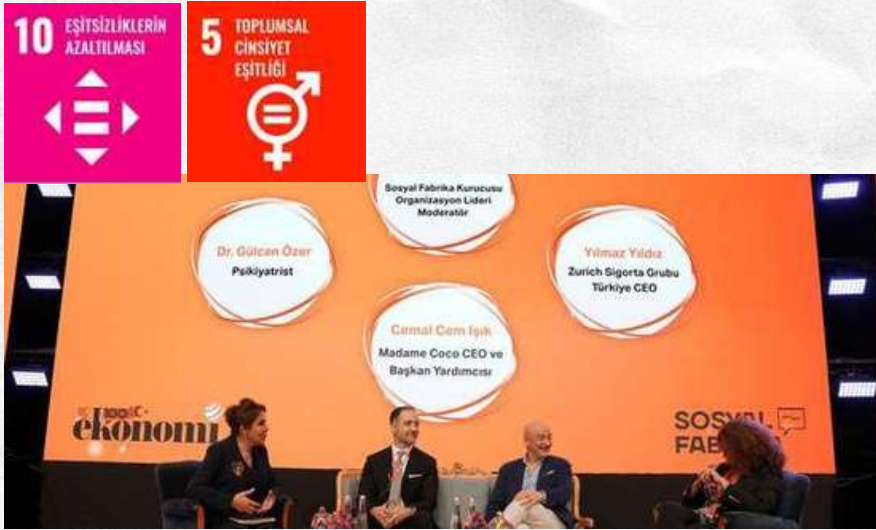 10 EŞİTSİZLİKLERİN
AZALTILMASI
5 TOPLUMSAL
CİNSİYET
EŞİTLİĞİ
Sosyal Fabrika Kurucusu
Organizasyon Lideri
Moderatör
Dr. Gülcan Özer
Psikiyatrist
Yılmaz Yıldız
Zurich Sigorta Grubu
Türkiye CEO
Cemal Cem Işık
Madame Coco CEO ve
Başkan Yardımcısı
ekonomi
SOSYAL